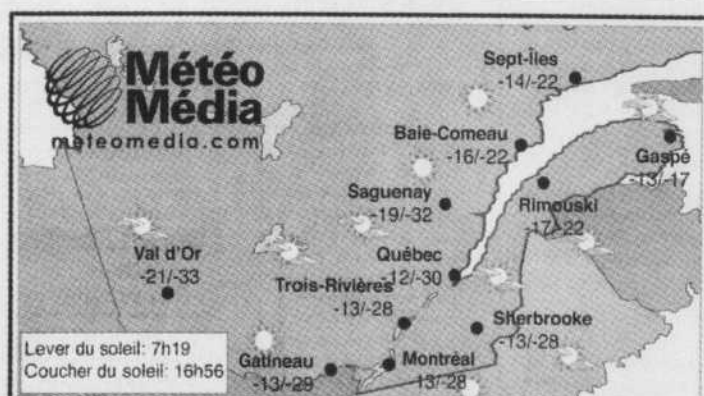 Météo
Média
meteomedia.com
Sept-Îles
-14/-22
Baie-Comeau
-16/-22
Gaspé
-13/-17
Saguenay
-19/-32
Rimouski
-17/-22
Val d'Or
-21/-33
Québec
-12/-30
Trois-Rivières
-13/-28
Sherbrooke
-13/-28
Lever du soleil: 7h19
Coucher du soleil: 16h56
Gatineau
-13/-29
Montréal
-13/-28